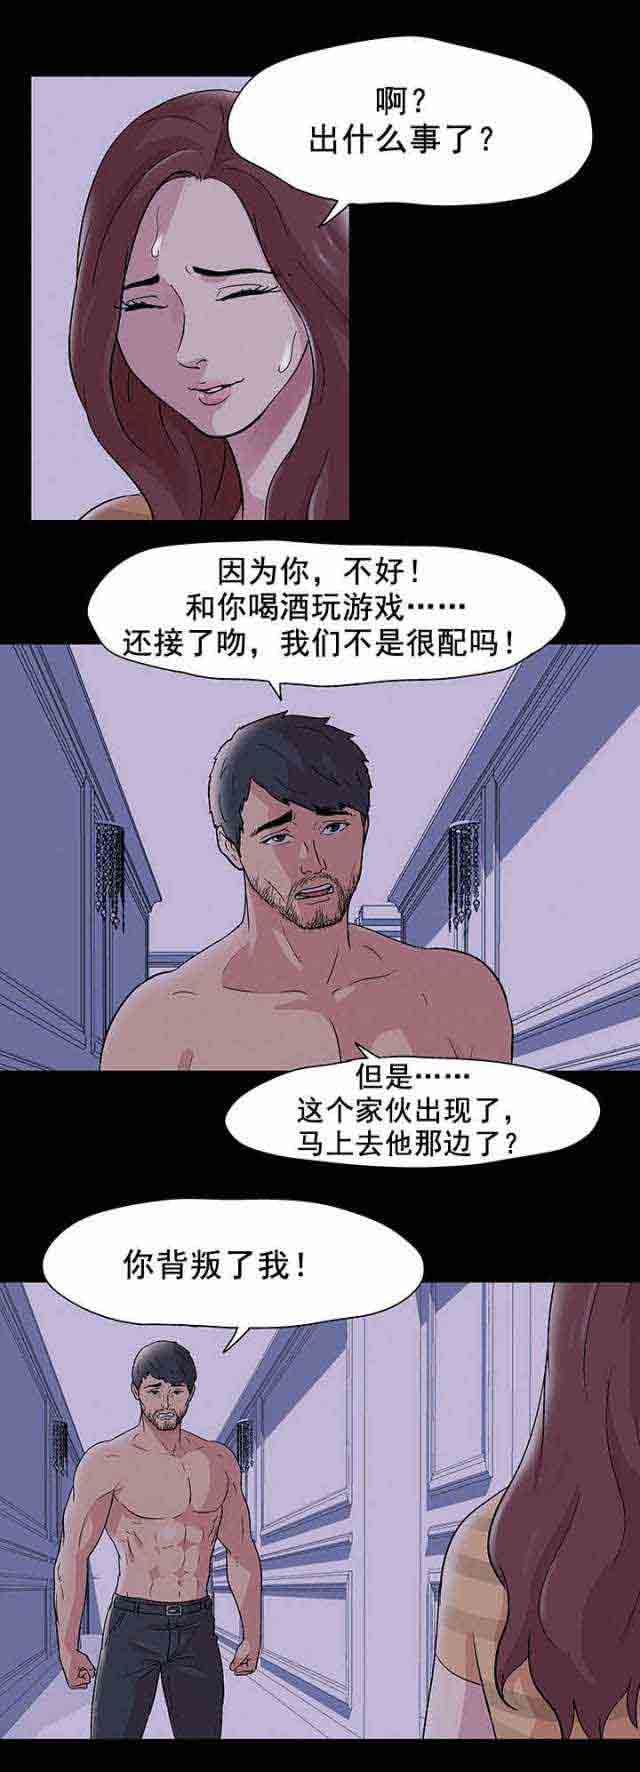 啊？
出什么事了？
因为你，不好！
和你喝酒玩游戏……
还接了吻，我们不是很配吗！
但是……
这个家伙出现了，
马上去他那边了？
你背叛了我！